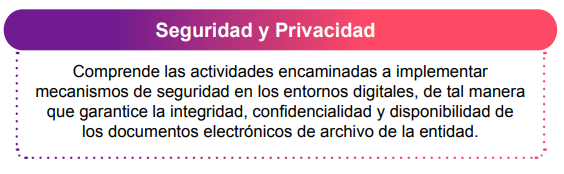 Seguridad y Privacidad
Comprende las actividades encaminadas a implementar
mecanismos de seguridad en los entornos digitales, de tal manera
que garantice la integridad, confidencialidad y disponibilidad de
los documentos electrónicos de archivo de la entidad.